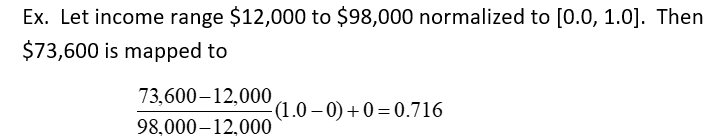 Ex. Let income range $12,000 to $98,000 normalized to [0.0, 1.0]. Then
$73,600 is mapped to
73,600−12,000
98,000−12,000
(1.0−0)+0=0.716